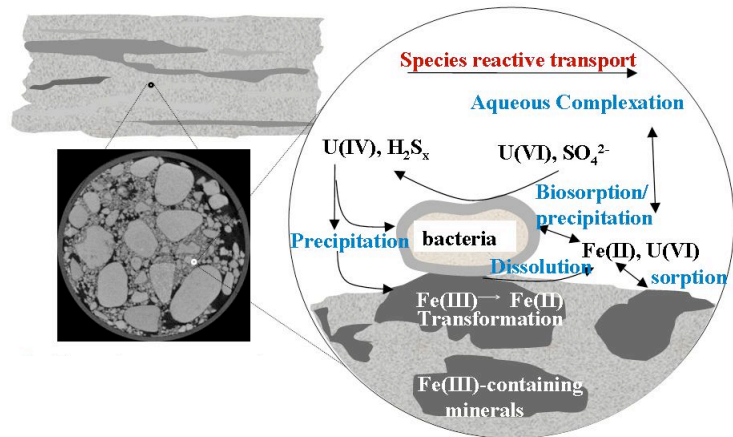 Species reactive transport
Aqueous Complexation
U(IV), H₂Sₓ
U(VI), SO₄²⁻
Biosorption/
precipitation
Precipitation
bacteria
Fe(II), U(VI)
Dissolution
sorption
Fe(III) → Fe(II)
Transformation
Fe(III)-containing
minerals